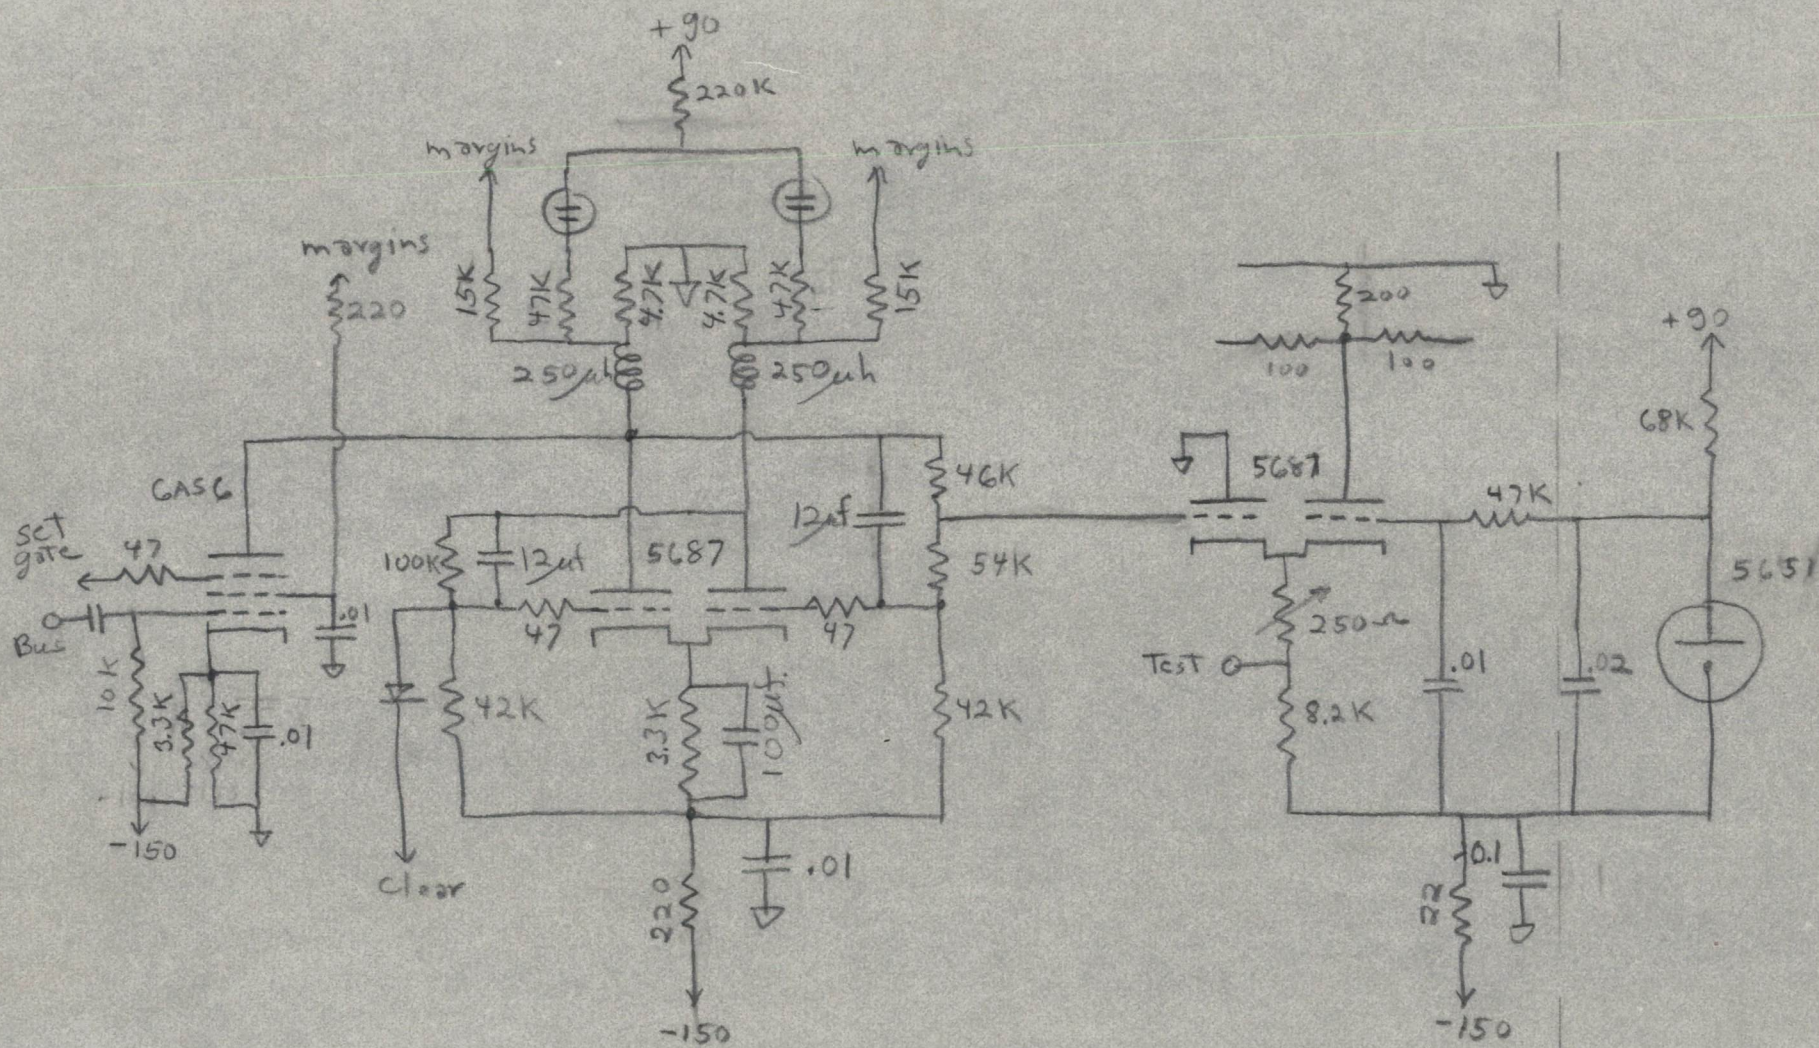 +90
220K
margins
margins
margins
220
15K
47K
4.7K
4.7K
47K
15K
250µh
250µh
200
100
100
+90
68K
6AS6
set
gate
47
Bus
10K
3.3K
47K
.01
.01
-150
100K
12µf
5687
12µf
46K
54K
47
47
42K
3.3K
100µf.
42K
clear
.01
220
-150
5687
47K
5651
250Ω
Test
8.2K
.01
.02
0.1
22
-150